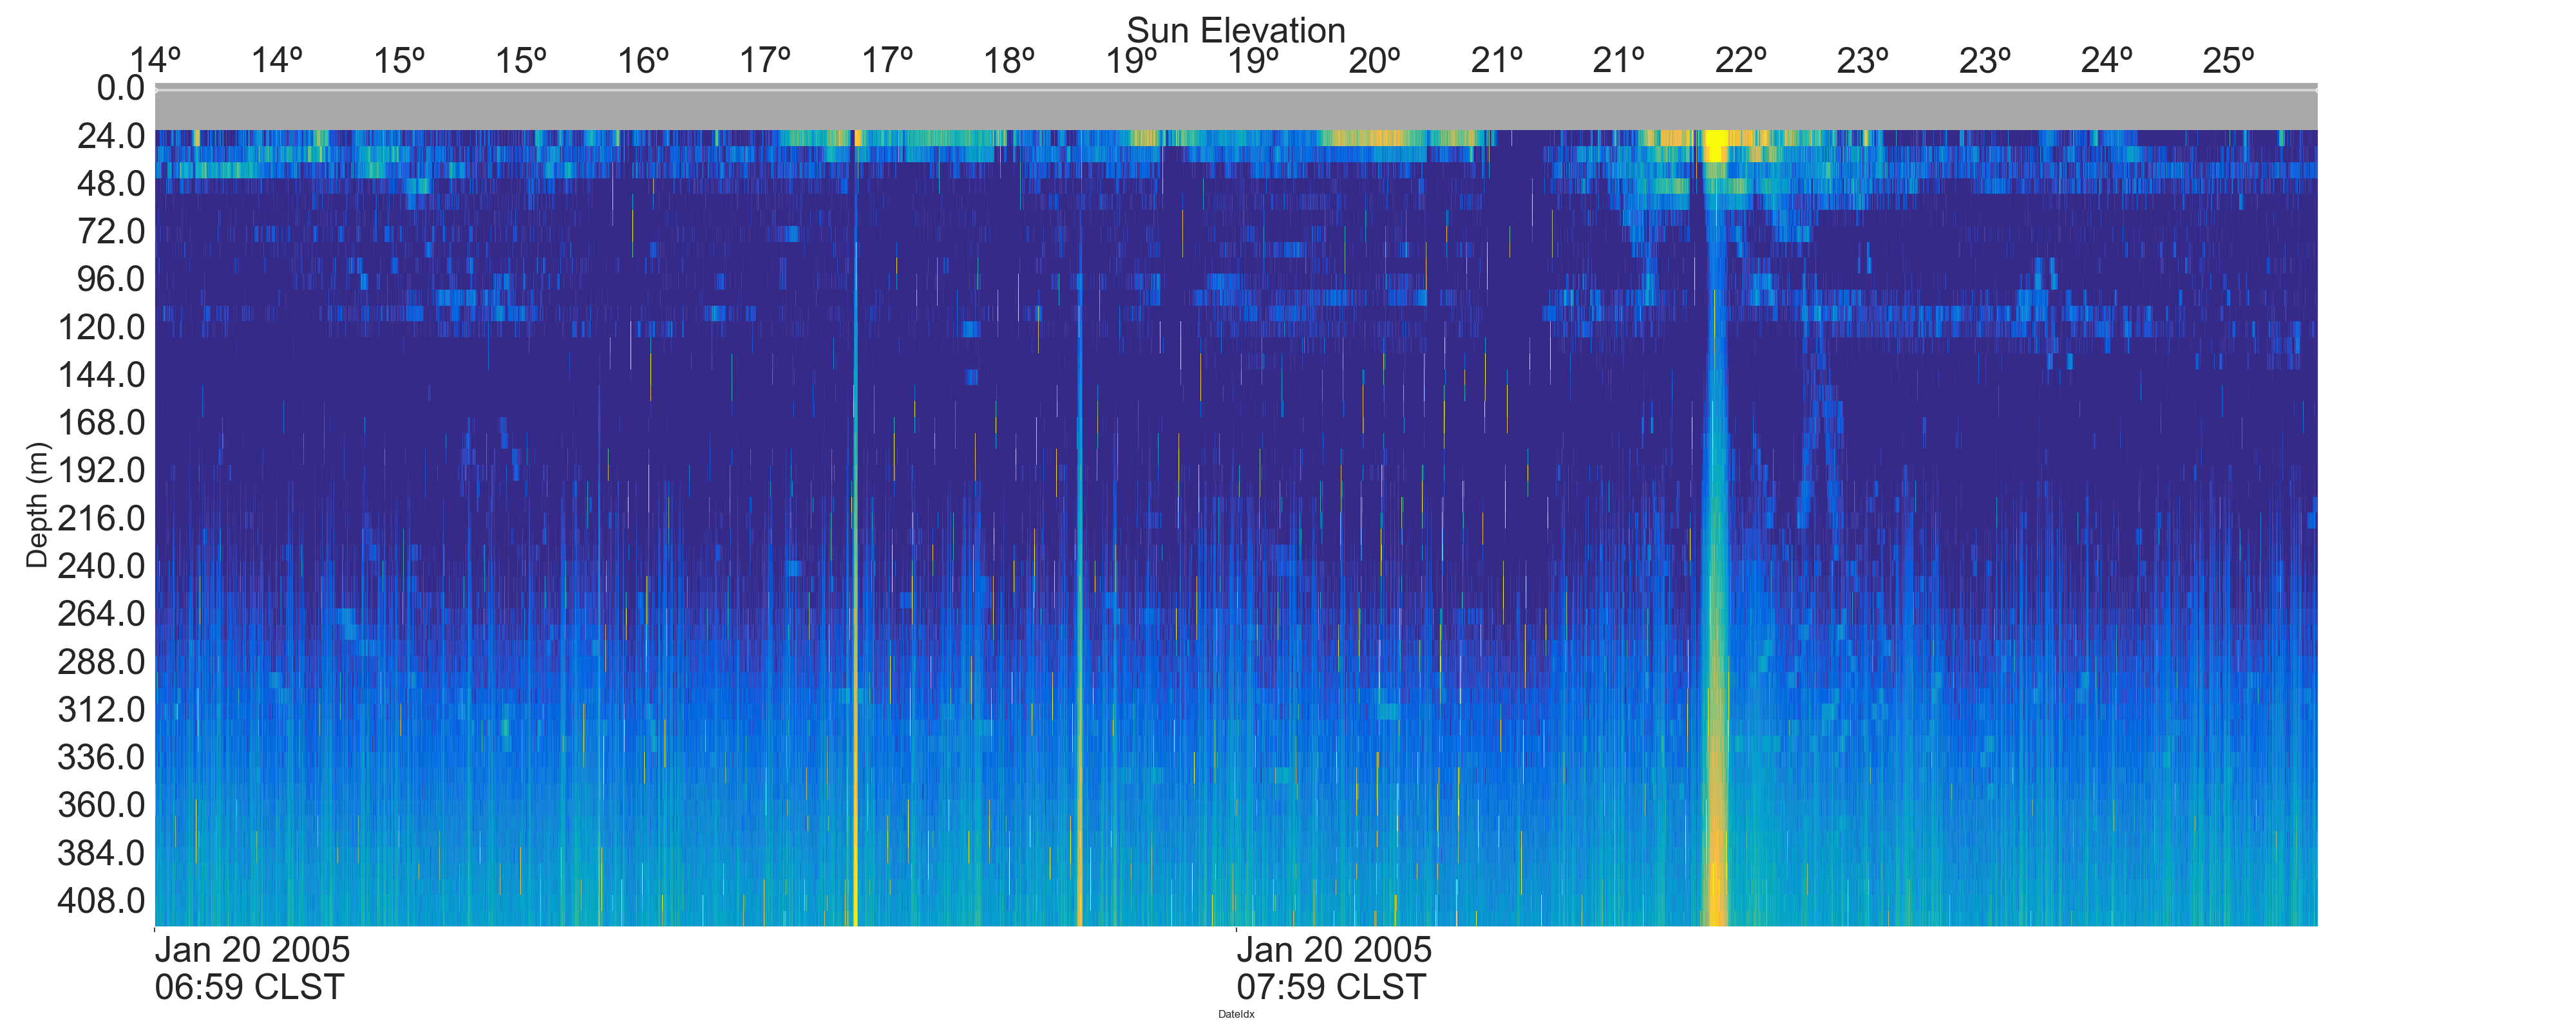 Sun Elevation
14º 14º 15º 15º 16º 17º 17º 18º 19º 19º 20º 21º 21º 22º 23º 23º 24º 25º
0.0
24.0
48.0
72.0
96.0
120.0
144.0
168.0
192.0
216.0
240.0
264.0
288.0
312.0
336.0
360.0
384.0
408.0
Depth (m)
Jan 20 2005
06:59 CLST
Jan 20 2005
07:59 CLST
DateIdx